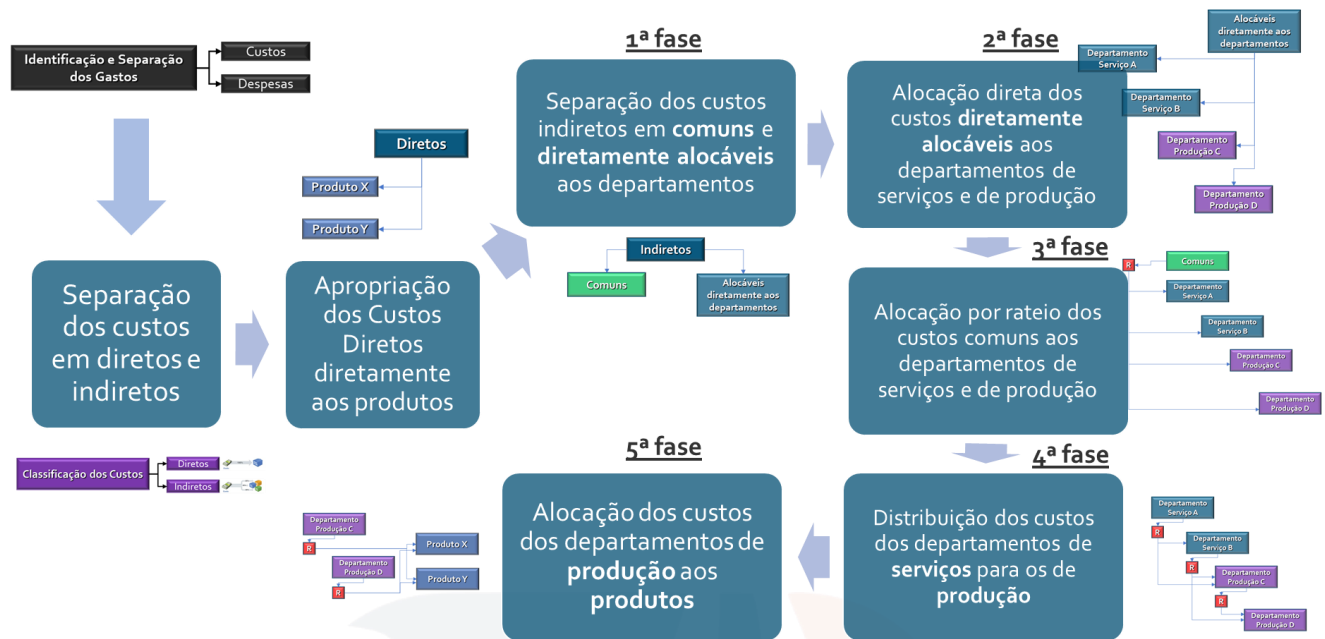 Identificação e Separação
dos Gastos
Custos
Despesas
Separação
dos custos
em diretos e
indiretos
Classificação dos Custos
Diretos
Indiretos
Diretos
Produto X
Produto Y
Apropriação
dos Custos
Diretos
diretamente
aos produtos
1ª fase
Separação dos custos
indiretos em comuns e
diretamente alocáveis
aos departamentos
Indiretos
Comuns
Alocáveis
diretamente aos
departamentos
2ª fase
Alocação direta dos
custos diretamente
alocáveis aos
departamentos de
serviços e de produção
Alocáveis
diretamente aos
departamentos
Departamento
Serviço A
Departamento
Serviço B
Departamento
Produção C
Departamento
Produção D
3ª fase
Alocação por rateio dos
custos comuns aos
departamentos de
serviços e de produção
R
Comuns
Departamento
Serviço A
Departamento
Serviço B
Departamento
Produção C
Departamento
Produção D
4ª fase
Distribuição dos custos
dos departamentos de
serviços para os de
produção
Departamento
Serviço A
R
Departamento
Serviço B
R
Departamento
Produção C
R
Departamento
Produção D
5ª fase
Alocação dos custos
dos departamentos de
produção aos
produtos
Departamento
Produção C
R
Departamento
Produção D
R
Produto X
Produto Y